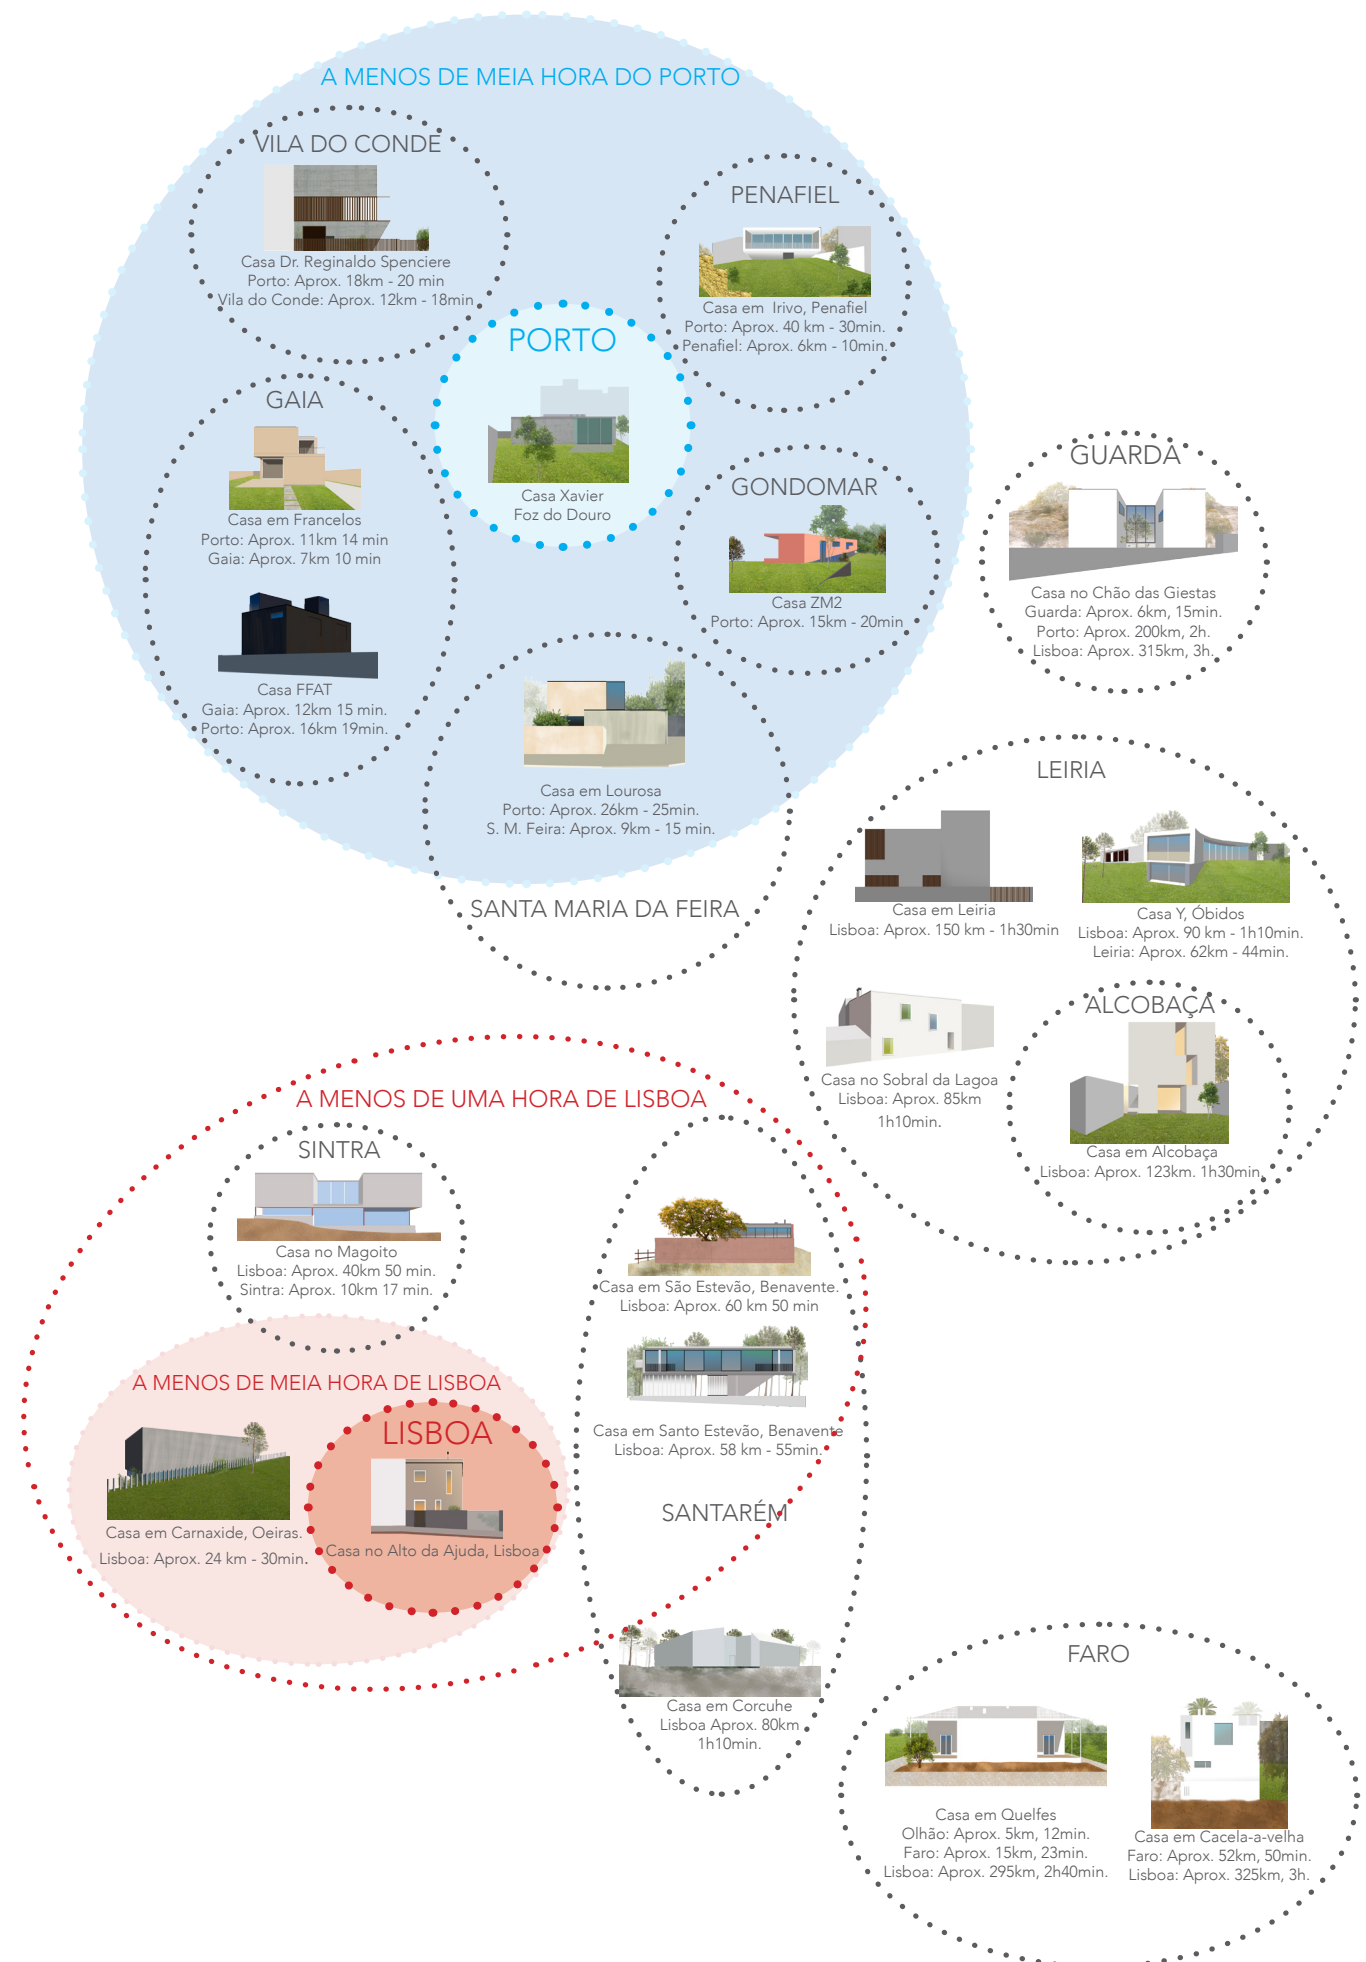 A MENOS DE MEIA HORA DO PORTO
VILA DO CONDE
Casa Dr. Reginaldo Spenciere
Porto: Aprox. 18km - 20 min
Vila do Conde: Aprox. 12km - 18min
PENAFIEL
Casa em Irivo, Penafiel
Porto: Aprox. 40 km - 30min.
Penafiel: Aprox. 6km - 10min.
PORTO
Casa Xavier
Foz do Douro
GAIA
Casa em Francelos
Porto: Aprox. 11km 14 min
Gaia: Aprox. 7km 10 min
Casa FFAT
Gaia: Aprox. 12km 15 min.
Porto: Aprox. 16km 19min.
GONDOMAR
Casa ZM2
Porto: Aprox. 15km - 20min
GUARDA
Casa no Chão das Giestas
Guarda: Aprox. 6km, 15min.
Porto: Aprox. 200km, 2h.
Lisboa: Aprox. 315km, 3h.
Casa em Lourosa
Porto: Aprox. 26km - 25min.
S. M. Feira: Aprox. 9km - 15 min.
SANTA MARIA DA FEIRA
LEIRIA
Casa em Leiria
Lisboa: Aprox. 150 km - 1h30min
Casa Y, Óbidos
Lisboa: Aprox. 90 km - 1h10min.
Leiria: Aprox. 62km - 44min.
Casa no Sobral da Lagoa
Lisboa: Aprox. 85km
1h10min.
ALCOBAÇA
Casa em Alcobaça
Lisboa: Aprox. 123km. 1h30min.
A MENOS DE UMA HORA DE LISBOA
SINTRA
Casa no Magoito
Lisboa: Aprox. 40km 50 min.
Sintra: Aprox. 10km 17 min.
Casa em São Estevão, Benavente.
Lisboa: Aprox. 60 km 50 min
Casa em Santo Estevão, Benavente
Lisboa: Aprox. 58 km - 55min.
SANTARÉM
Casa em Corcuhe
Lisboa Aprox. 80km
1h10min.
A MENOS DE MEIA HORA DE LISBOA
Casa em Carnaxide, Oeiras.
Lisboa: Aprox. 24 km - 30min.
LISBOA
Casa no Alto da Ajuda, Lisboa
FARO
Casa em Quelfes
Olhão: Aprox. 5km, 12min.
Faro: Aprox. 15km, 23min.
Lisboa: Aprox. 295km, 2h40min.
Casa em Cacela-a-velha
Faro: Aprox. 52km, 50min.
Lisboa: Aprox. 325km, 3h.